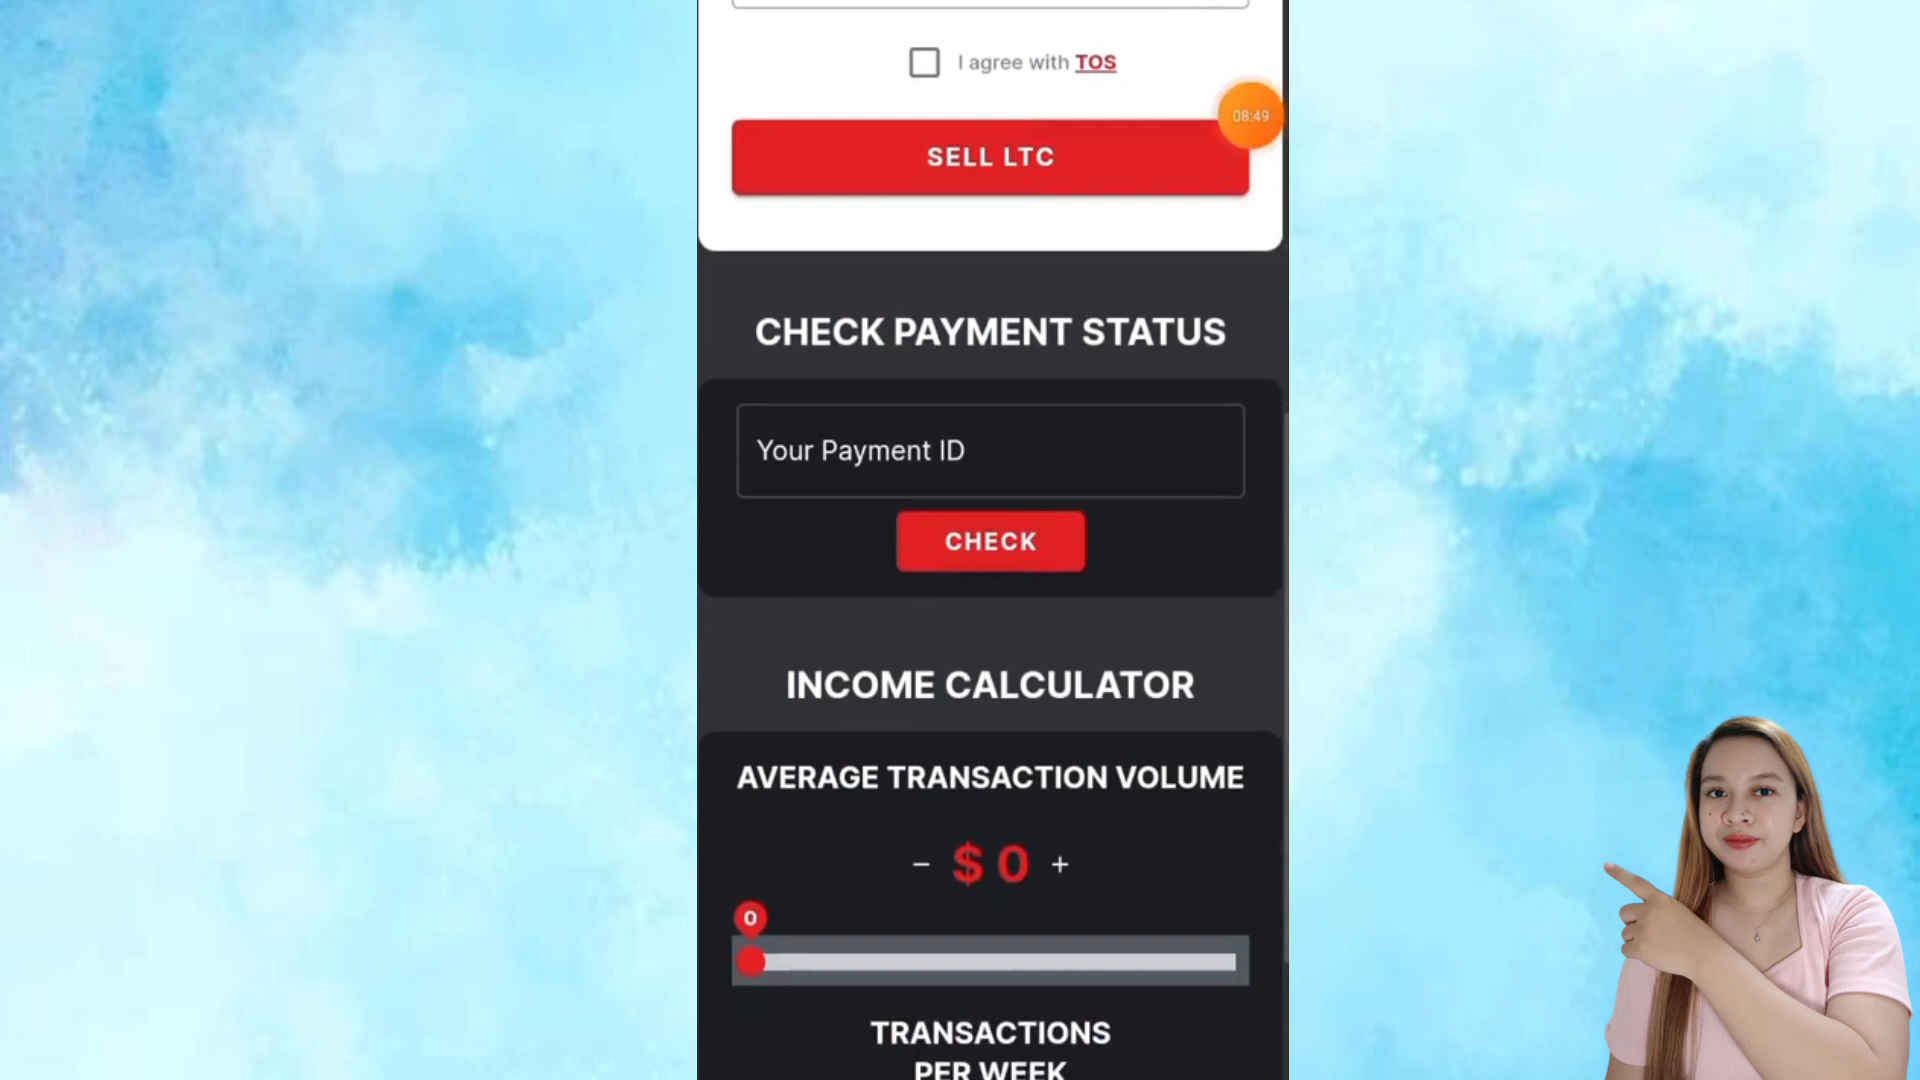 I agree with TOS
08:49
SELL LTC
CHECK PAYMENT STATUS
Your Payment ID
CHECK
INCOME CALCULATOR
AVERAGE TRANSACTION VOLUME
- $ 0 +
0
TRANSACTIONS
PER WEEK